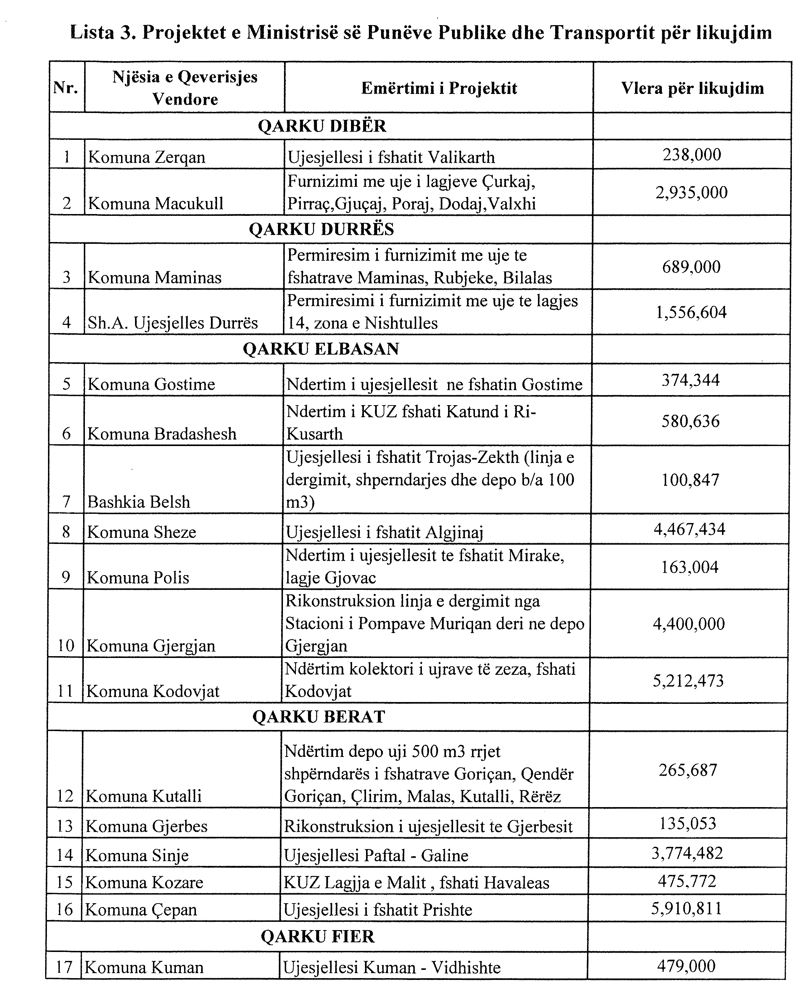 Lista 3. Projektet e Ministrisë së Punëve Publike dhe Transportit për likujdim
Nr.
Njësia e Qeverisjes
Vendore
Emërtimi i Projektit
Vlera për likujdim
QARKU DIBËR
1 Komuna Zerqan Ujesjellesi i fshatit Valikarth 238,000
Furnizimi me uje i lagjeve Çurkaj,
2 Komuna Macukull Pirraç,Gjuçaj, Poraj, Dodaj,Valxhi 2,935,000
QARKU DURRËS
Permiresim i furnizimit me uje te
3 Komuna Maminas fshatrave Maminas, Rubjeke, Bilalas 689,000
Permiresimi i furnizimit me uje te lagjes
4 Sh.A. Ujesjelles Durrës 14, zona e Nishtulles 1,556,604
QARKU ELBASAN
5 Komuna Gostime Ndertim i ujesjellesit ne fshatin Gostime 374,344
Ndertim i KUZ fshati Katund i Ri-
6 Komuna Bradashesh Kusarth 580,636
Ujesjellesi i fshatit Trojas-Zekth (linja e
dergimit, shperndarjes dhe depo b/a 100 100,847
7 Bashkia Belsh m3)
8 Komuna Sheze Ujesjellesi i fshatit Algjinaj 4,467,434
Ndertim i ujesjellesit te fshatit Mirake,
9 Komuna Polis lagje Gjovac 163,004
Rikonstruksion linja e dergimit nga
Stacioni i Pompave Muriqan deri ne depo 4,400,000
10 Komuna Gjergjan Gjergjan
Ndërtim kolektori i ujrave të zeza, fshati
11 Komuna Kodovjat Kodovjat 5,212,473
QARKU BERAT
Ndërtim depo uji 500 m3 rrjet
shpërndarës i fshatrave Goriçan, Qendër 265,687
12 Komuna Kutalli Goriçan, Çlirim, Malas, Kutalli, Rërëz
13 Komuna Gjerbes Rikonstruksion i ujesjellesit te Gjerbesit 135,053
14 Komuna Sinje Ujesjellesi Paftal - Galine 3,774,482
15 Komuna Kozare KUZ Lagjja e Malit , fshati Havaleas 475,772
16 Komuna Çepan Ujesjellesi i fshatit Prishte 5,910,811
QARKU FIER
17 Komuna Kuman Ujesjellesi Kuman - Vidhishte 479,000